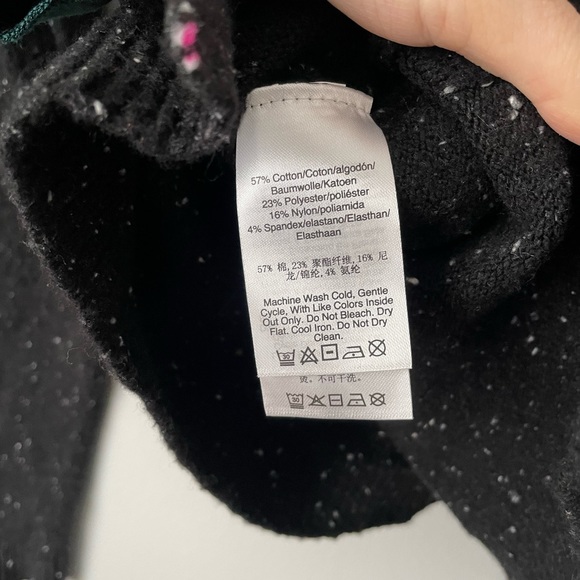 57% Cotton/Coton/algodón/
Baumwolle/Katoen
23% Polyester/poliéster
16% Nylon/poliamida
4% Spandex/elastano/Elasthan/
Elasthaan
57% 棉,23% 聚酯纤维,16% 尼
龙/锦纶,4% 氨纶
Machine Wash Cold, Gentle
Cycle, With Like Colors Inside
Out Only. Do Not Bleach. Dry
Flat. Cool Iron. Do Not Dry
Clean.
30
烫。不可干洗。
30